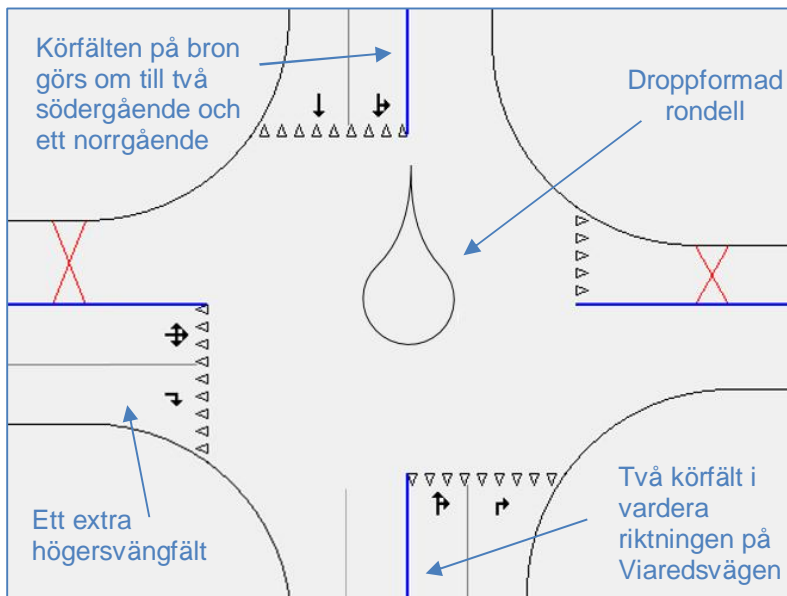 Körfälten på bron
görs om till två
södergående och
ett norrgående
Droppformad
rondell
Ett extra
högersvängfält
Två körfält i
vardera
riktningen på
Viaredsvägen